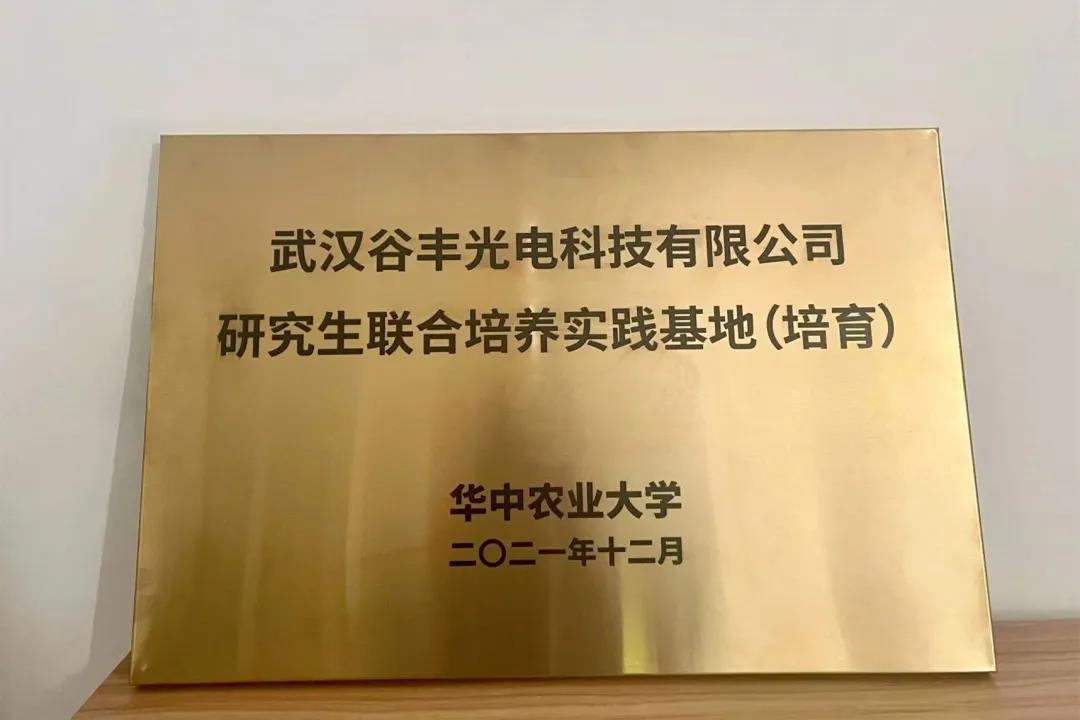 武汉谷丰光电科技有限公司
研究生联合培养实践基地(培育)
华中农业大学
二〇二一年十二月